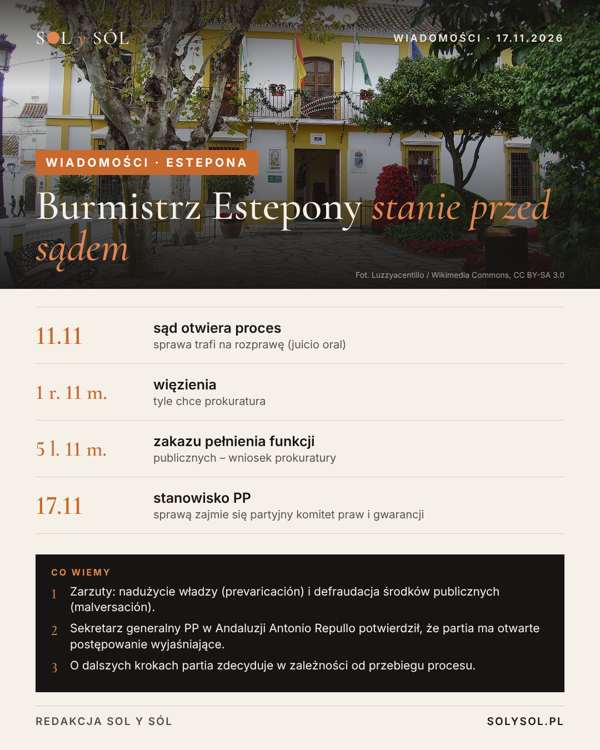 SOL y SÓL
WIADOMOŚCI · 17.11.2026
WIADOMOŚCI · ESTEPONA
Burmistrz Estepony stanie przed
sądem
Fot. Luzzyacentillo / Wikimedia Commons, CC BY-SA 3.0
11.11
sąd otwiera proces
sprawa trafi na rozprawę (juicio oral)
1 r. 11 m.
więzienia
tyle chce prokuratura
5 l. 11 m.
zakazu pełnienia funkcji
publicznych – wniosek prokuratury
17.11
stanowisko PP
sprawą zajmie się partyjny komitet praw i gwarancji
CO WIEMY
1 Zarzuty: nadużycie władzy (prevaricación) i defraudacja środków publicznych
(malversación).
2 Sekretarz generalny PP w Andaluzji Antonio Repullo potwierdził, że partia ma otwarte
postępowanie wyjaśniające.
3 O dalszych krokach partia zdecyduje w zależności od przebiegu procesu.
REDAKCJA SOL Y SÓL
SOLYSOL.PL